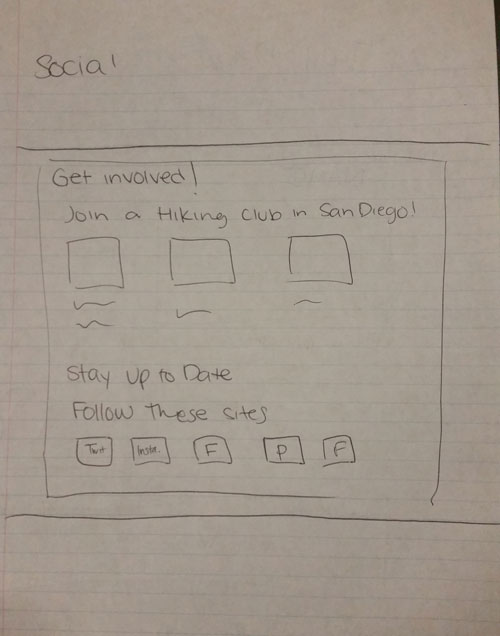 Social
Get involved!
Join a Hiking Club in San Diego!
Stay up to Date
Follow These sites
Twit Insta. F P F